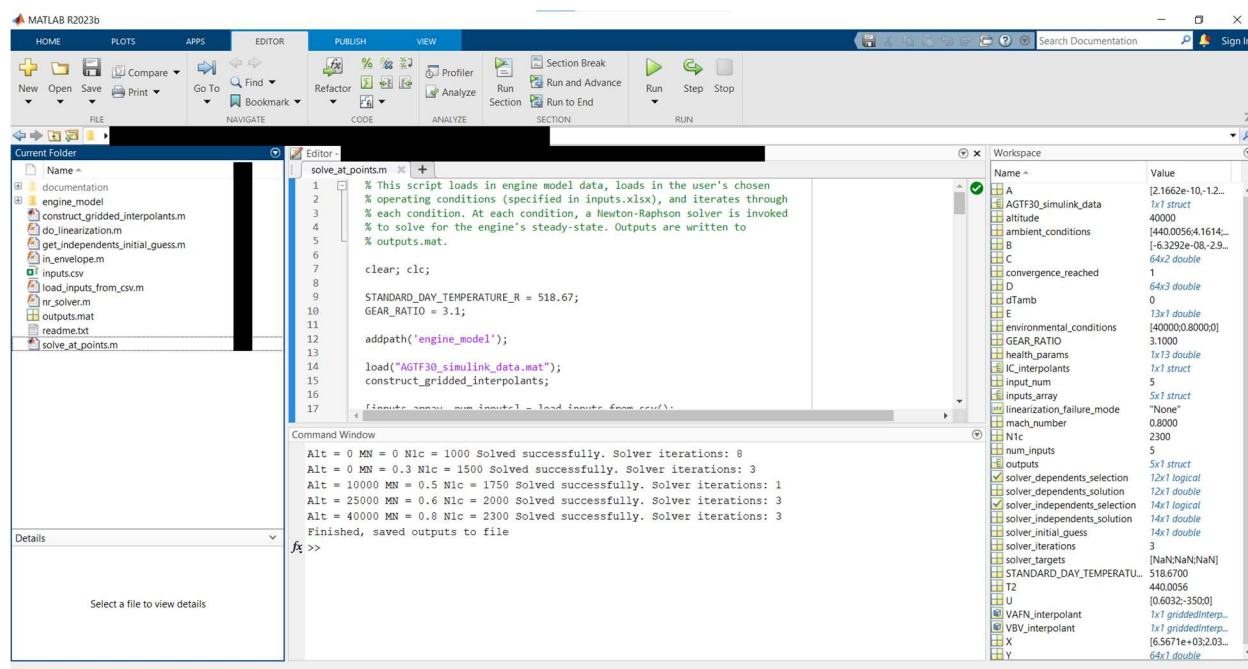 MATLAB R2023b
HOME PLOTS APPS EDITOR PUBLISH VIEW
Search Documentation
Sign In
New Open Save
Compare
Print
Go To
Find
Bookmark
Refactor
Profiler
Analyze
Run Section
Section Break
Run and Advance
Run to End
Run Step Stop
FILE NAVIGATE CODE ANALYZE SECTION RUN
Current Folder
Name
documentation
engine_model
construct_gridded_interpolants.m
do_linearization.m
get_independents_initial_guess.m
in_envelope.m
inputs.csv
load_inputs_from_csv.m
nr_solver.m
outputs.mat
readme.txt
solve_at_points.m
Details
Select a file to view details
Editor -
solve_at_points.m
1 % This script loads in engine model data, loads in the user's chosen
2 % operating conditions (specified in inputs.xlsx), and iterates through
3 % each condition. At each condition, a Newton-Raphson solver is invoked
4 % to solve for the engine's steady-state. Outputs are written to
5 % outputs.mat.
6
7 clear; clc;
8
9 STANDARD_DAY_TEMPERATURE_R = 518.67;
10 GEAR_RATIO = 3.1;
11
12 addpath('engine_model');
13
14 load("AGTF30_simulink_data.mat");
15 construct_gridded_interpolants;
16
17 [inputs_array, num_inputs] = load_inputs_from_csv();
Command Window
Alt = 0 MN = 0 N1c = 1000 Solved successfully. Solver iterations: 8
Alt = 0 MN = 0.3 N1c = 1500 Solved successfully. Solver iterations: 3
Alt = 10000 MN = 0.5 N1c = 1750 Solved successfully. Solver iterations: 1
Alt = 25000 MN = 0.6 N1c = 2000 Solved successfully. Solver iterations: 3
Alt = 40000 MN = 0.8 N1c = 2300 Solved successfully. Solver iterations: 3
Finished, saved outputs to file
fx >>
Workspace
Name Value
A [2.1662e-10,-1.2...
AGTF30_simulink_data 1x1 struct
altitude 40000
ambient_conditions [440.0056;4.1614;...
B [-6.3292e-08,-2.9...
C 64x2 double
convergence_reached 1
D 64x3 double
dTamb 0
E 13x1 double
environmental_conditions [40000;0.8000;0]
GEAR_RATIO 3.1000
health_params 1x13 double
IC_interpolants 1x1 struct
input_num 5
inputs_array 5x1 struct
linearization_failure_mode "None"
mach_number 0.8000
N1c 2300
num_inputs 5
outputs 5x1 struct
solver_dependents_selection 12x1 logical
solver_dependents_solution 12x1 double
solver_independents_selection 14x1 logical
solver_independents_solution 14x1 double
solver_initial_guess 14x1 double
solver_iterations 3
solver_targets [NaN;NaN;NaN]
STANDARD_DAY_TEMPERATU... 518.6700
T2 440.0056
U [0.6032;-350;0]
VAFN_interpolant 1x1 griddedInterp...
VBV_interpolant 1x1 griddedInterp...
X [6.5671e+03;2.03...
Y 64x1 double